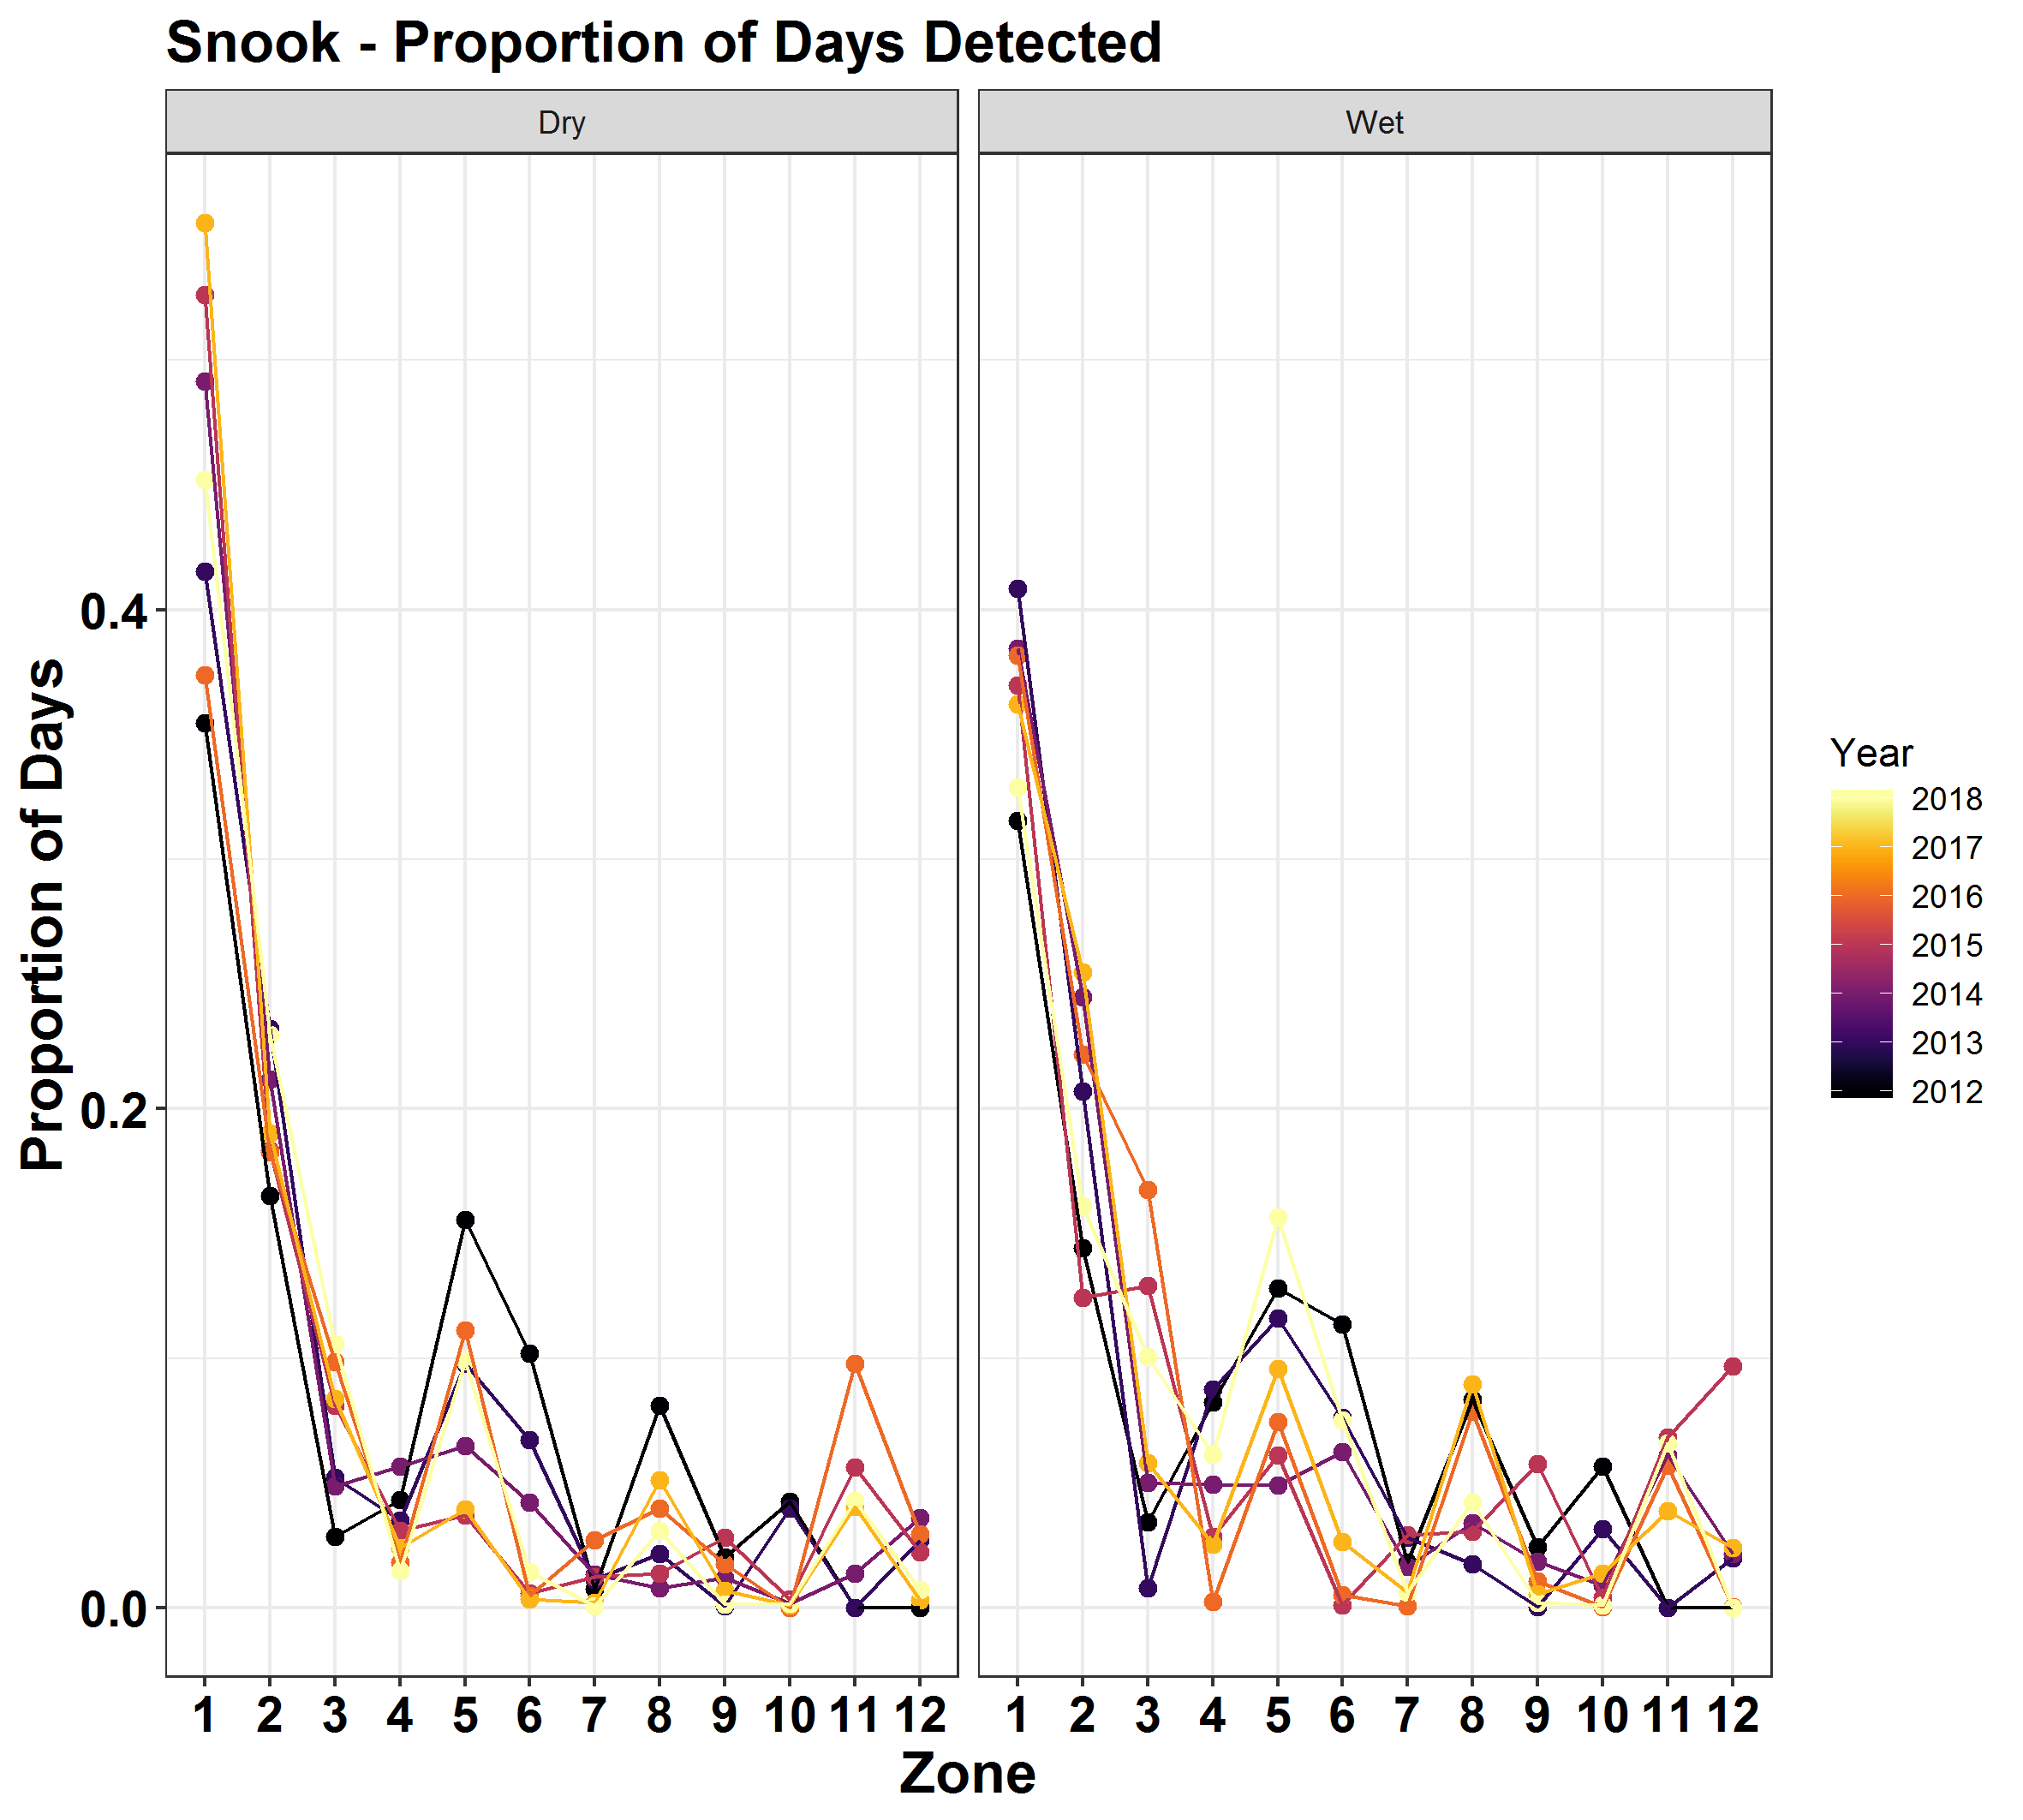 Snook - Proportion of Days Detected
Dry
Wet
Proportion of Days
0.4
0.2
0.0
1 2 3 4 5 6 7 8 9 10 11 12
1 2 3 4 5 6 7 8 9 10 11 12
Zone
Year
2018
2017
2016
2015
2014
2013
2012